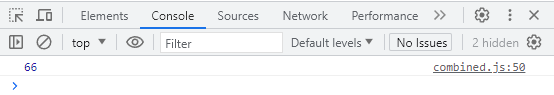 Elements Console Sources Network Performance
top Filter Default levels No Issues 2 hidden
66 combined.js:50